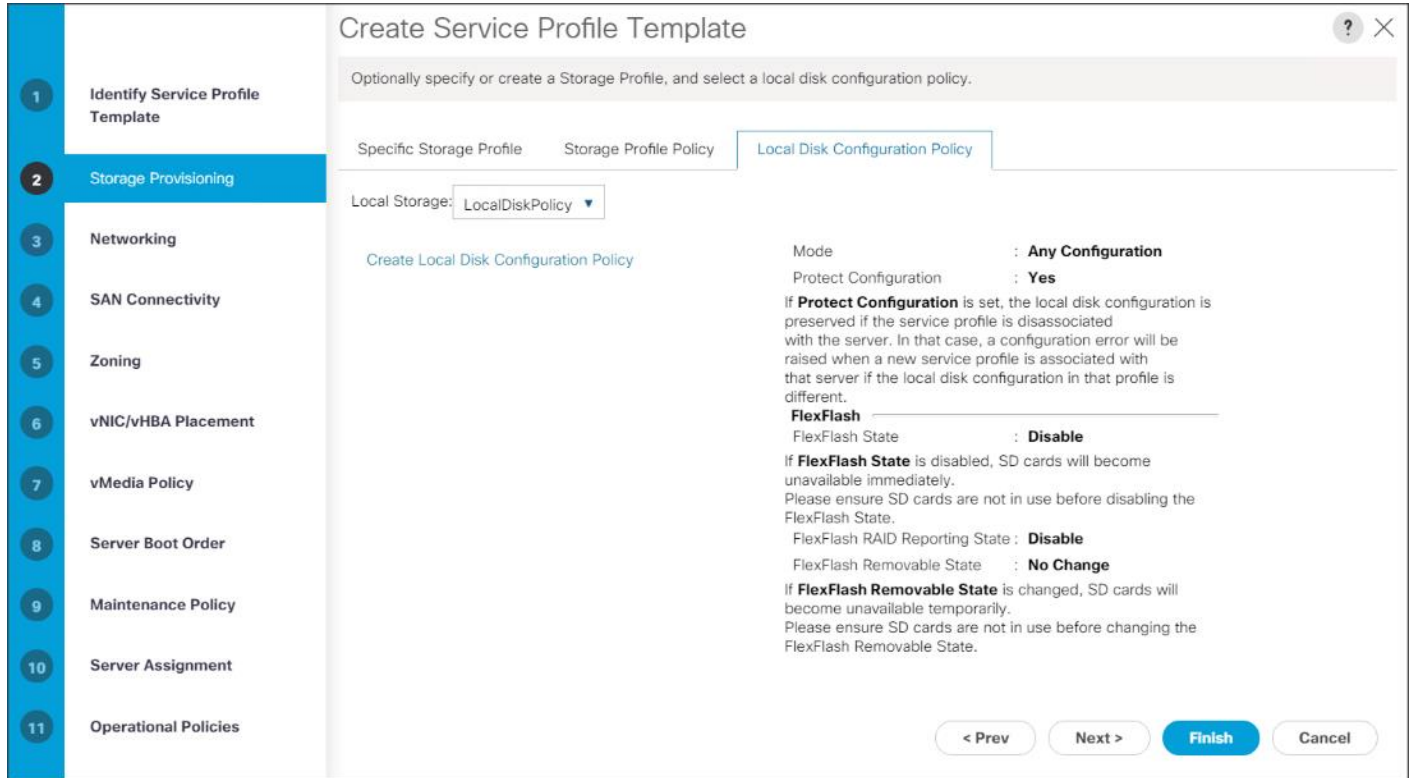 Create Service Profile Template
? ×
Optionally specify or create a Storage Profile, and select a local disk configuration policy.
1
Identify Service Profile
Template
2
Storage Provisioning
3
Networking
4
SAN Connectivity
5
Zoning
6
vNIC/vHBA Placement
7
vMedia Policy
8
Server Boot Order
9
Maintenance Policy
10
Server Assignment
11
Operational Policies
Specific Storage Profile
Storage Profile Policy
Local Disk Configuration Policy
Local Storage: LocalDiskPolicy ▼
Create Local Disk Configuration Policy
Mode : Any Configuration
Protect Configuration : Yes
If Protect Configuration is set, the local disk configuration is
preserved if the service profile is disassociated
with the server. In that case, a configuration error will be
raised when a new service profile is associated with
that server if the local disk configuration in that profile is
different.
FlexFlash
FlexFlash State : Disable
If FlexFlash State is disabled, SD cards will become
unavailable immediately.
Please ensure SD cards are not in use before disabling the
FlexFlash State.
FlexFlash RAID Reporting State : Disable
FlexFlash Removable State : No Change
If FlexFlash Removable State is changed, SD cards will
become unavailable temporarily.
Please ensure SD cards are not in use before changing the
FlexFlash Removable State.
< Prev
Next >
Finish
Cancel